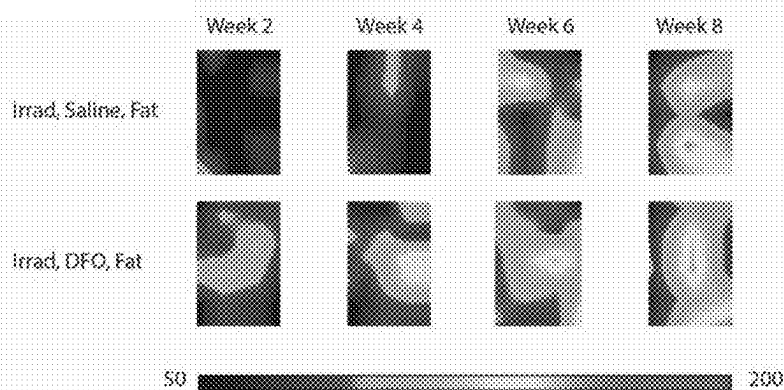 Week 2 Week 4 Week 6 Week 8
Irrad, Saline, Fat
Irrad, DFO, Fat
50 200